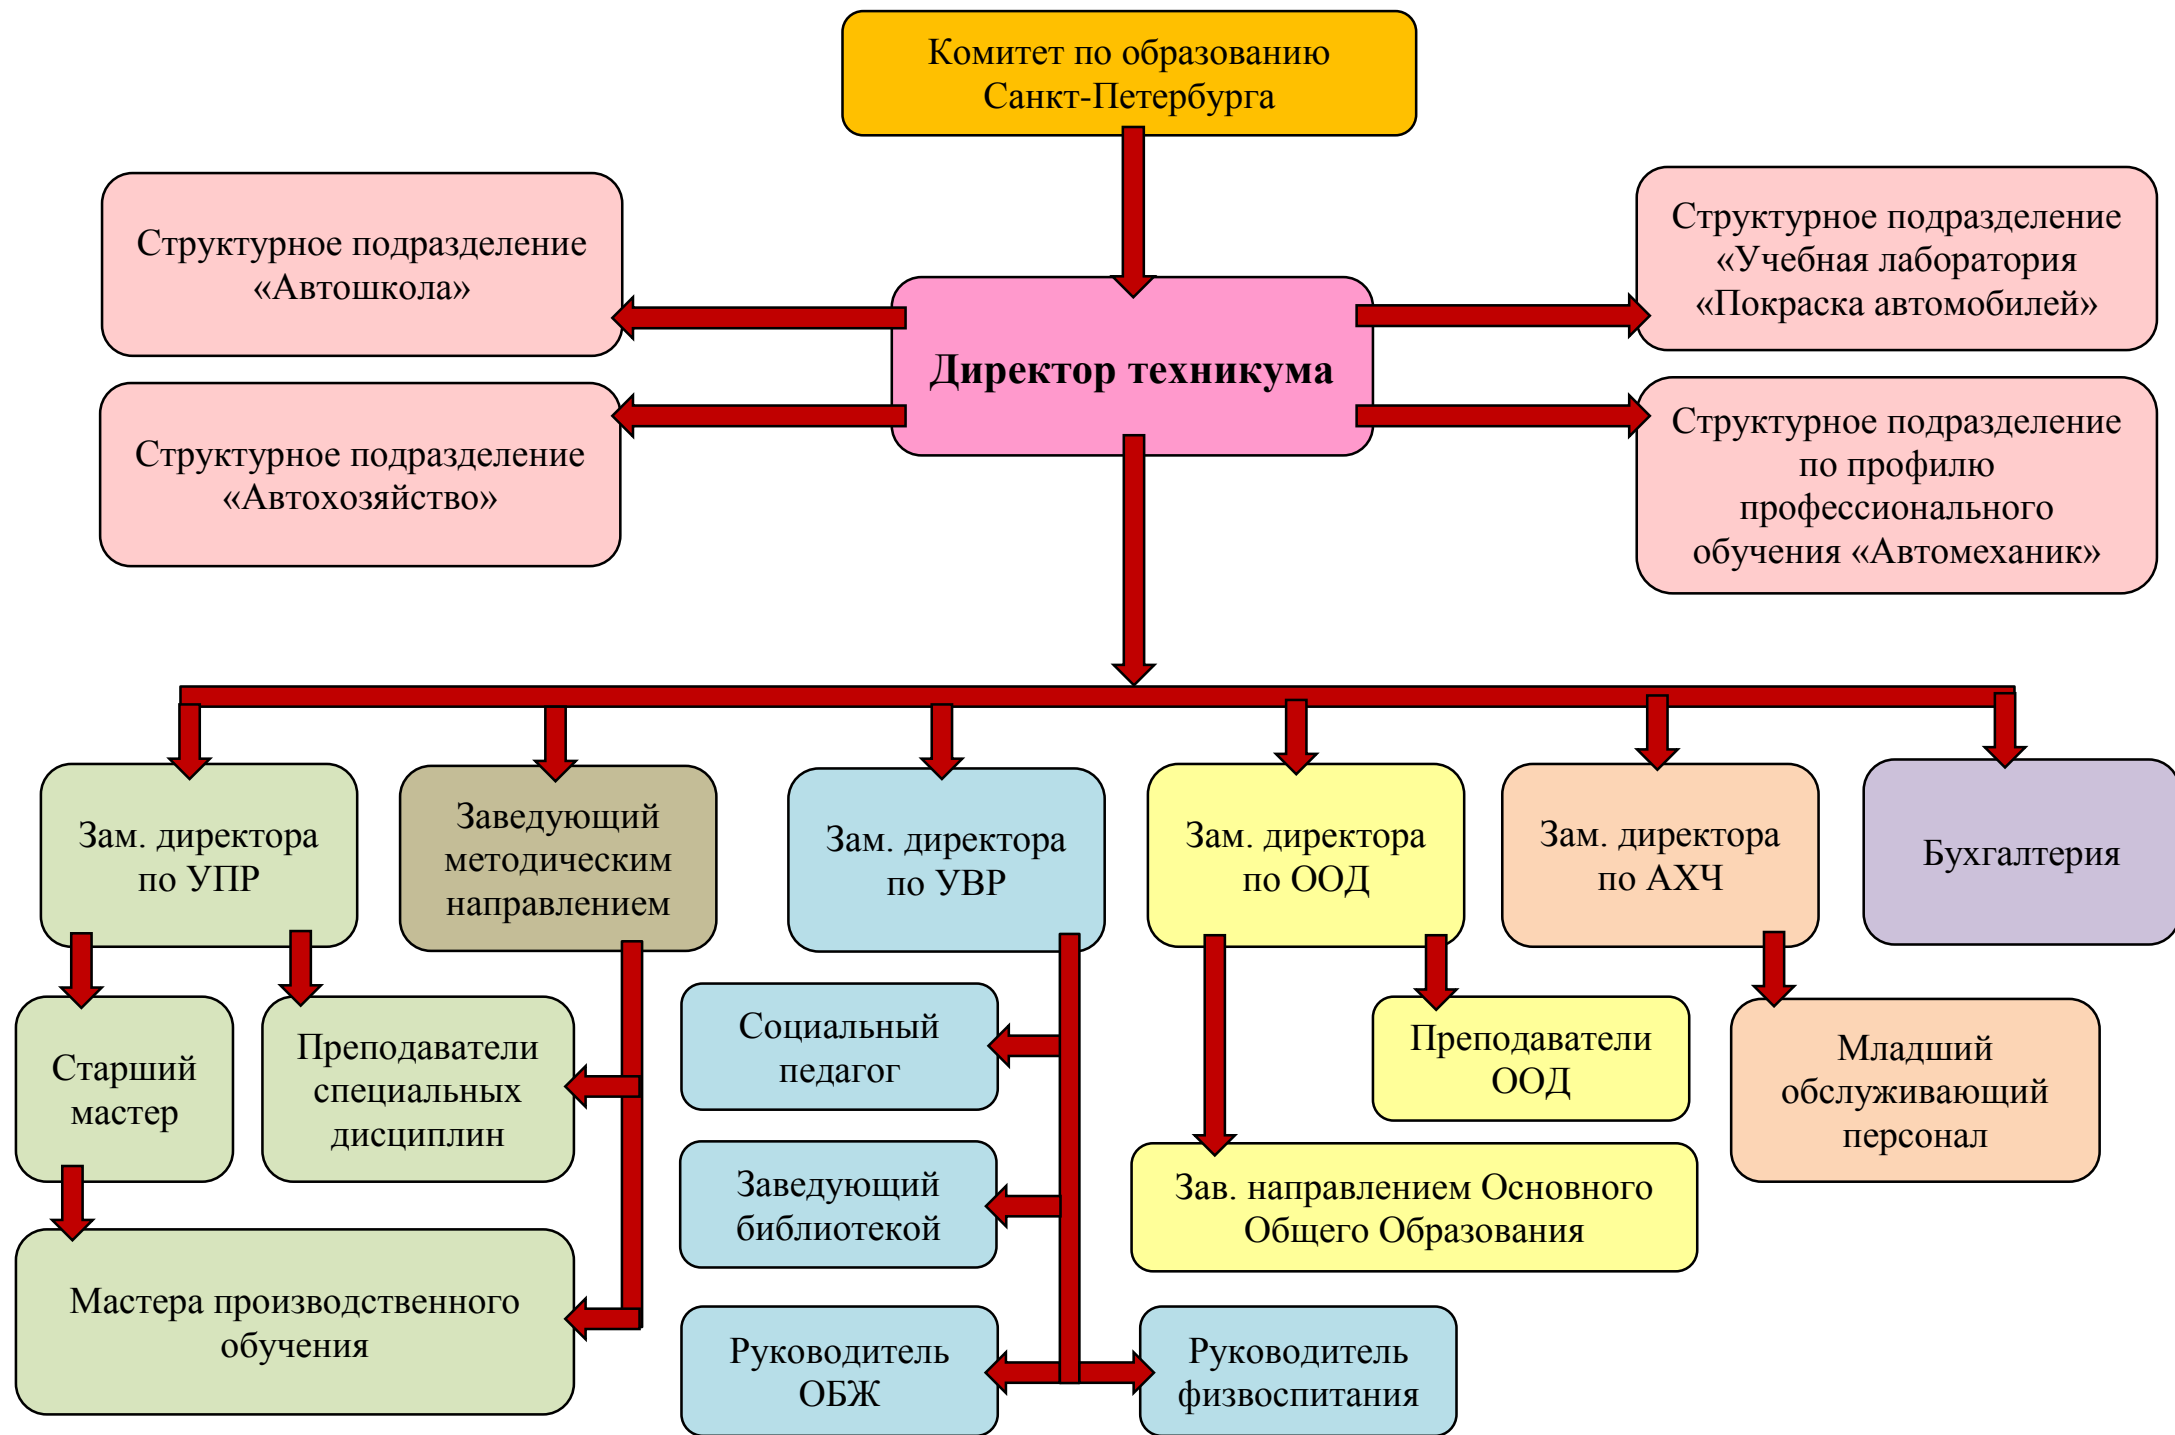 Комитет по образованию
Санкт-Петербурга
Структурное подразделение
«Автошкола»
Структурное подразделение
«Учебная лаборатория
«Покраска автомобилей»
Директор техникума
Структурное подразделение
«Автохозяйство»
Структурное подразделение
по профилю
профессионального
обучения «Автомеханик»
Зам. директора
по УПР
Заведующий
методическим
направлением
Зам. директора
по УВР
Зам. директора
по ООД
Зам. директора
по АХЧ
Бухгалтерия
Старший
мастер
Преподаватели
специальных
дисциплин
Социальный
педагог
Преподаватели
ООД
Младший
обслуживающий
персонал
Заведующий
библиотекой
Зав. направлением Основного
Общего Образования
Мастера производственного
обучения
Руководитель
ОБЖ
Руководитель
физвоспитания